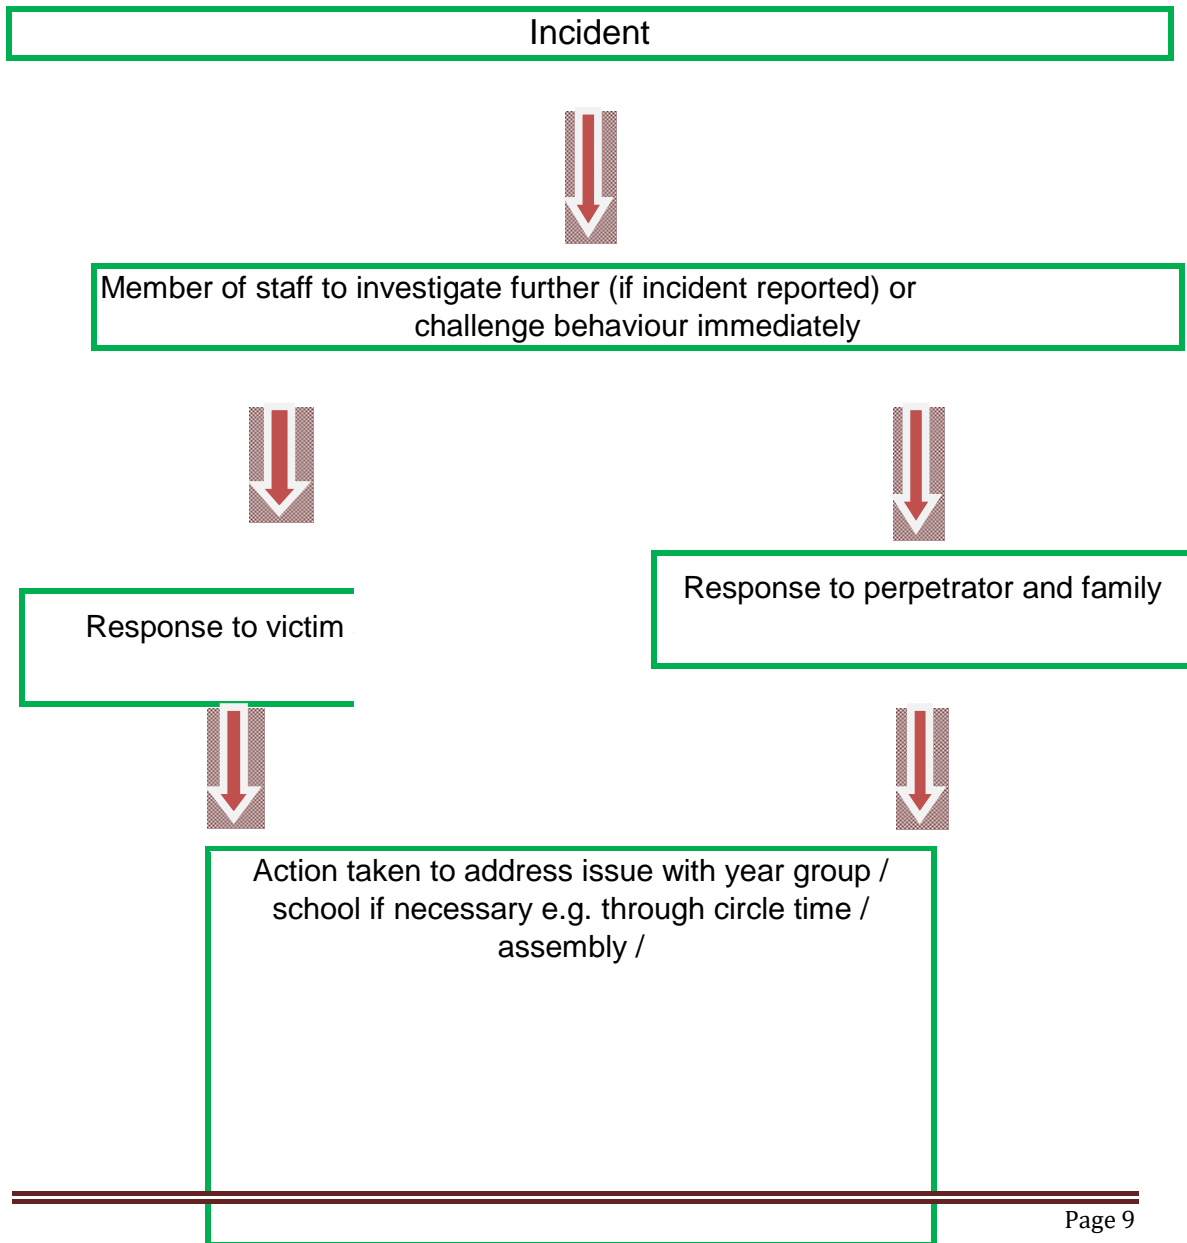 Incident
Member of staff to investigate further (if incident reported) or
challenge behaviour immediately
Response to perpetrator and family
Response to victim
Action taken to address issue with year group /
school if necessary e.g. through circle time /
assembly /
Page 9